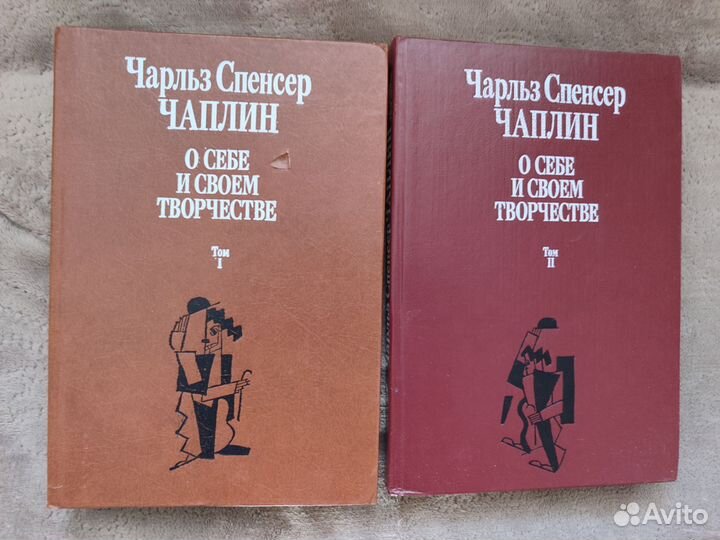 Чарльз Спенсер
ЧАПЛИН
О СЕБЕ
И СВОЕМ
ТВОРЧЕСТВЕ
Том
I
Чарльз Спенсер
ЧАПЛИН
О СЕБЕ
И СВОЕМ
ТВОРЧЕСТВЕ
Том
II
Avito